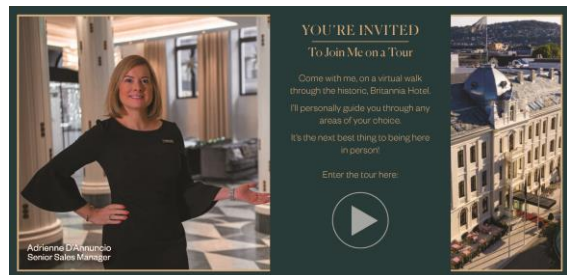 YOU'RE INVITED
To Join Me on a Tour
Come with me, on a virtual walk
through the historic, Britannia Hotel.
I'll personally guide you through any
areas of your choice.
It's the next best thing to being here
in person!
Enter the tour here:
Adrienne D'Annuncio
Senior Sales Manager